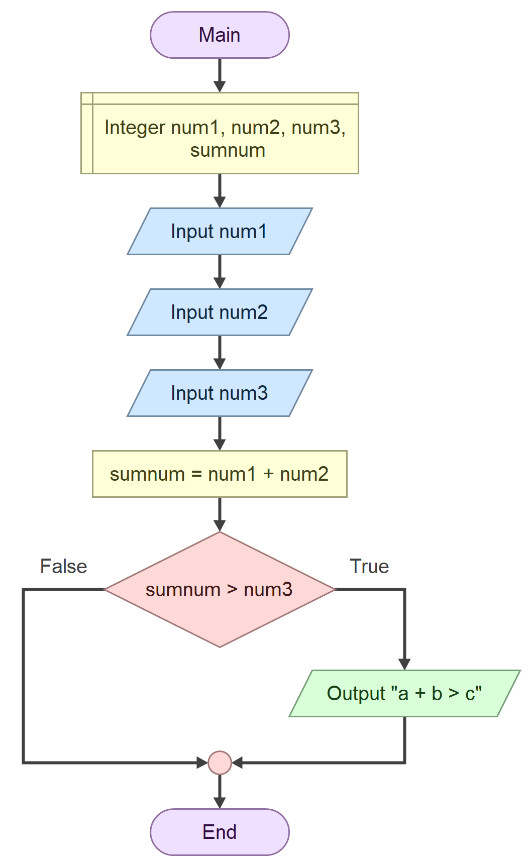 Main
Integer num1, num2, num3,
sumnum
Input num1
Input num2
Input num3
sumnum = num1 + num2
False
True
sumnum > num3
Output "a + b > c"
End